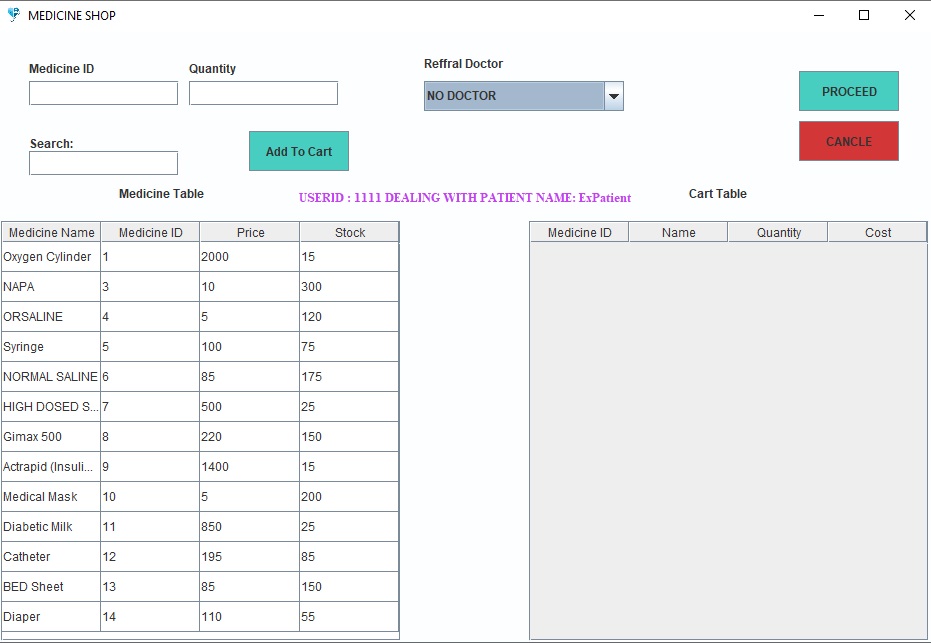 MEDICINE SHOP
Medicine ID Quantity Reffral Doctor
NO DOCTOR PROCEED
Search: Add To Cart CANCLE
Medicine Table USERID : 1111 DEALING WITH PATIENT NAME: ExPatient Cart Table
Medicine Name Medicine ID Price Stock Medicine ID Name Quantity Cost
Oxygen Cylinder 1 2000 15
NAPA 3 10 300
ORSALINE 4 5 120
Syringe 5 100 75
NORMAL SALINE 6 85 175
HIGH DOSED S... 7 500 25
Gimax 500 8 220 150
Actrapid (Insuli... 9 1400 15
Medical Mask 10 5 200
Diabetic Milk 11 850 25
Catheter 12 195 85
BED Sheet 13 85 150
Diaper 14 110 55